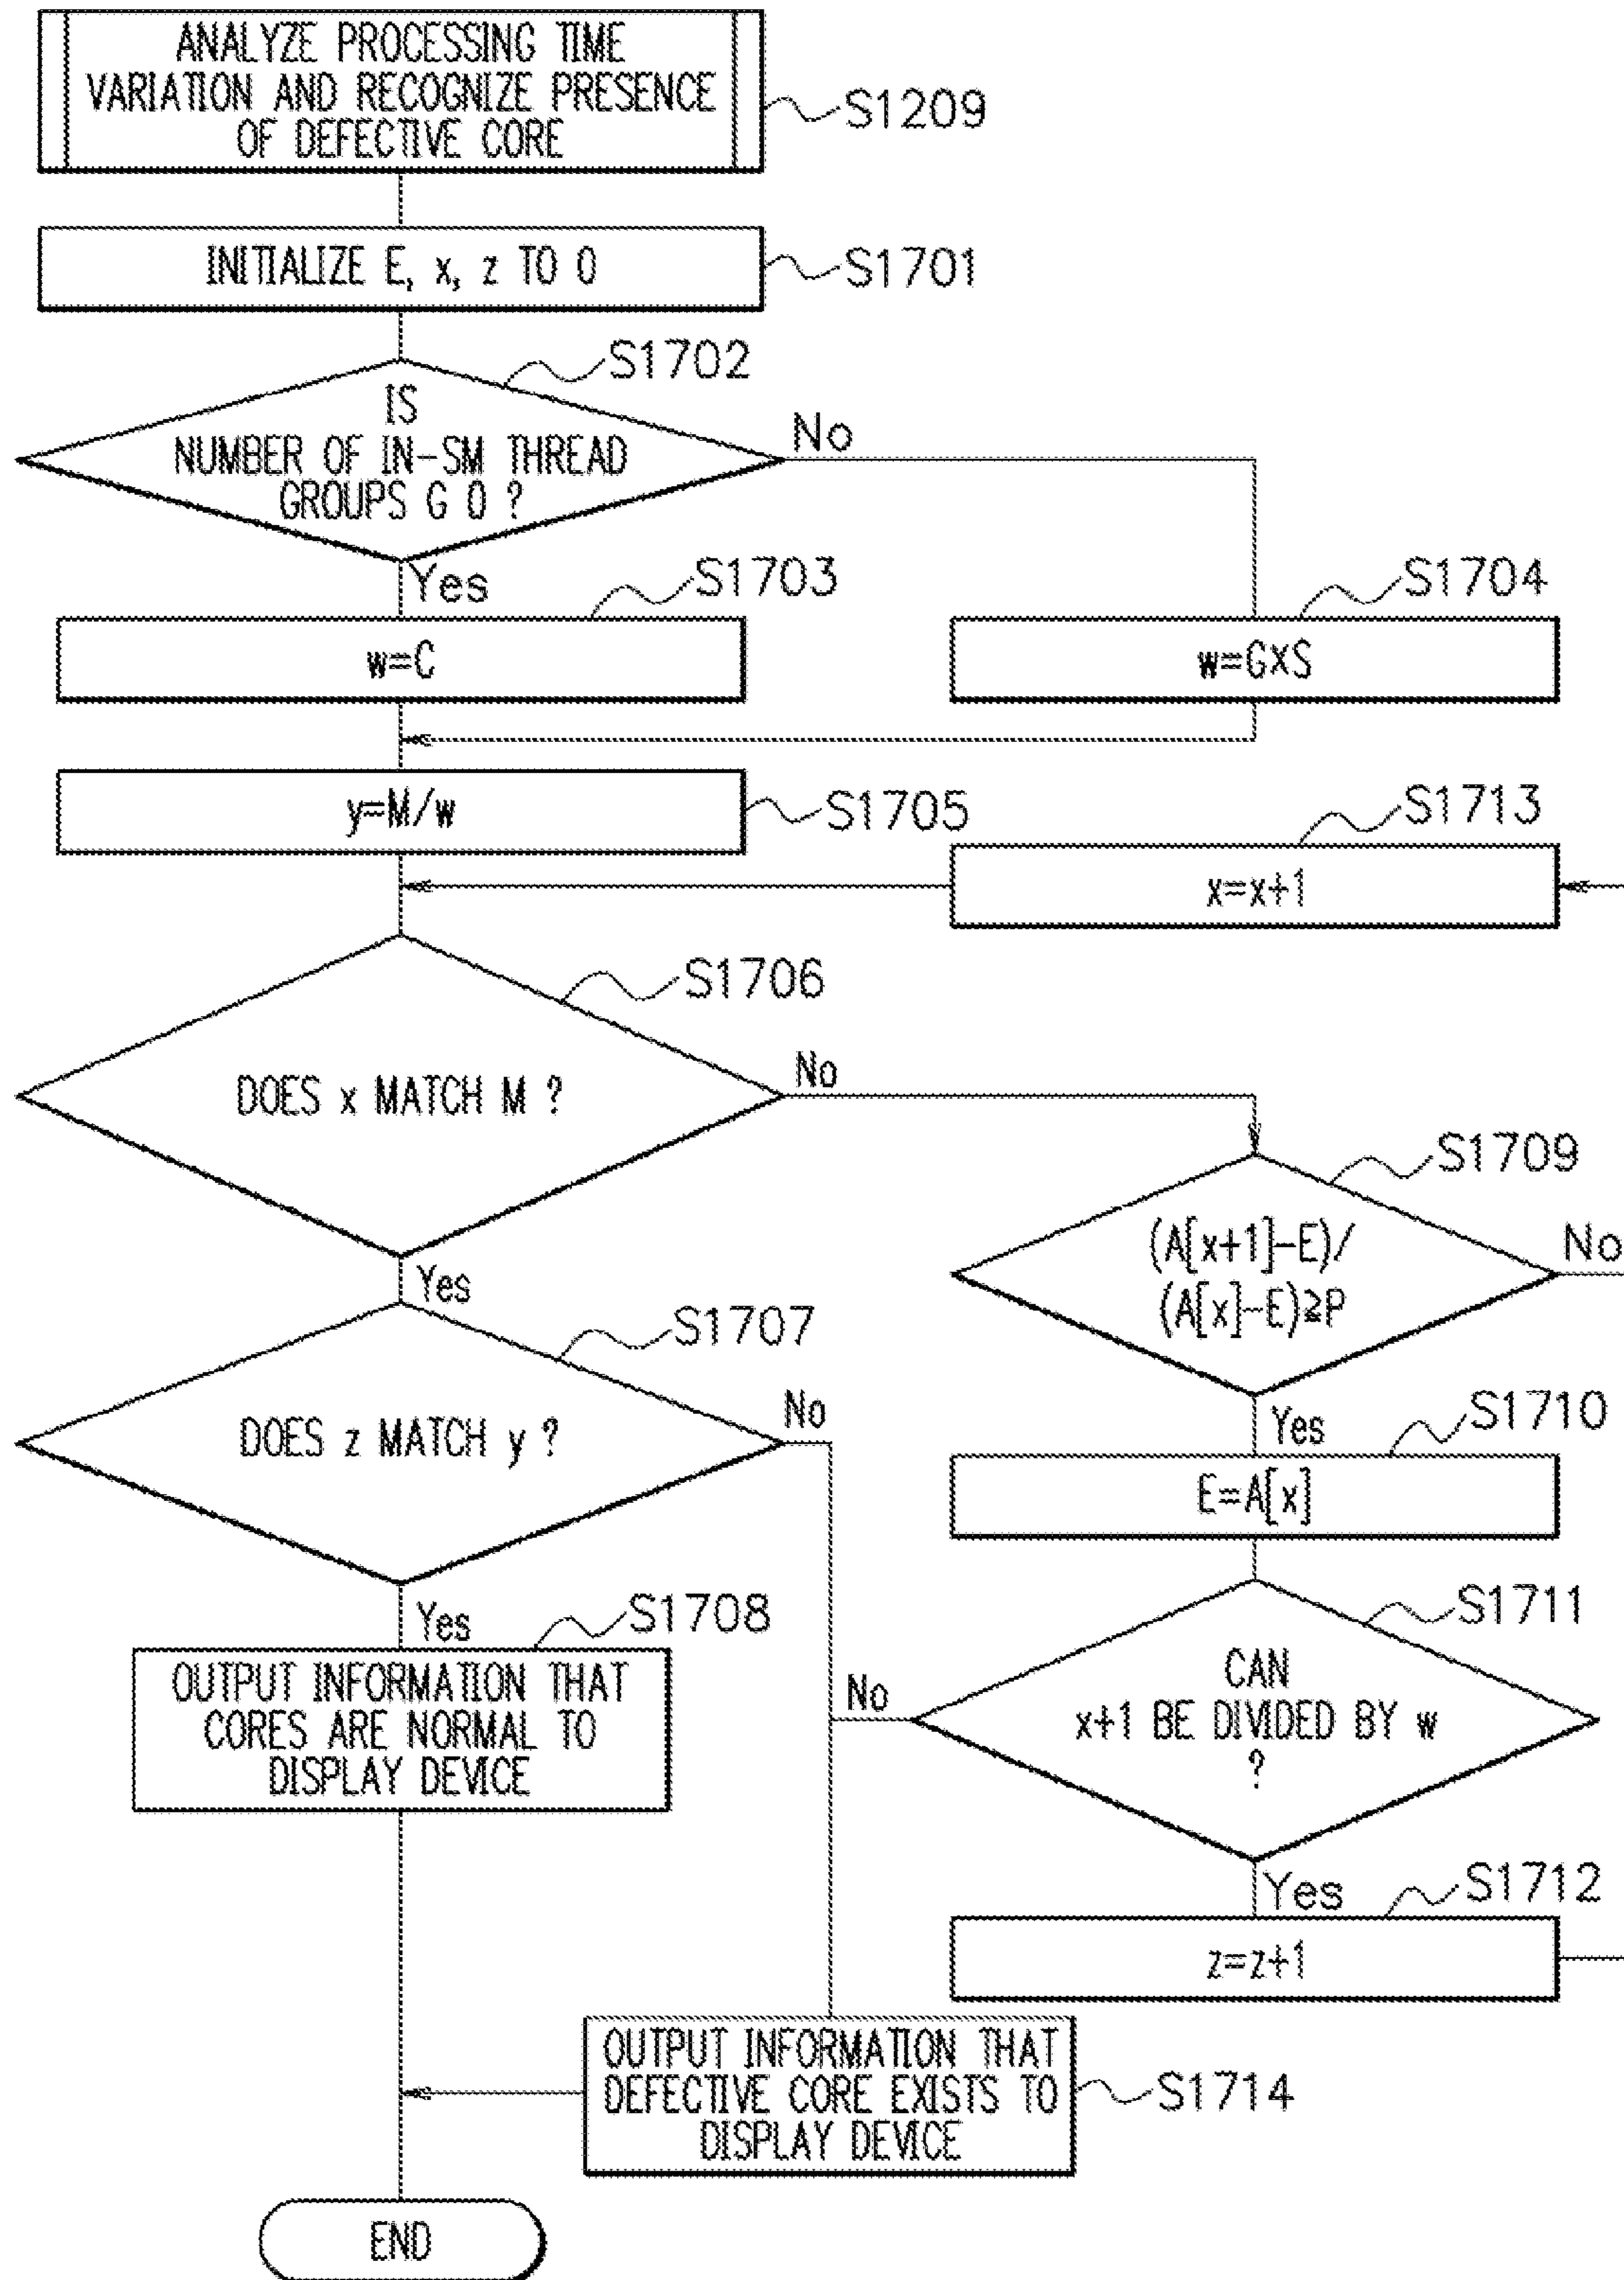 ANALYZE PROCESSING TIME
VARIATION AND RECOGNIZE PRESENCE
OF DEFECTIVE CORE
S1209
INITIALIZE E, x, z TO 0
S1701
S1702
IS
NUMBER OF IN-SM THREAD
GROUPS G 0 ?
No
Yes
S1703
w=C
S1704
w=G×S
y=M/w
S1705
S1713
x=x+1
S1706
DOES x MATCH M ?
No
Yes
S1709
(A[x+1]-E)/
(A[x]-E)≧P
No
Yes
S1707
DOES z MATCH y ?
No
Yes
S1710
E=A[x]
S1708
OUTPUT INFORMATION THAT
CORES ARE NORMAL TO
DISPLAY DEVICE
S1711
CAN
x+1 BE DIVIDED BY w
?
No
Yes
S1712
z=z+1
OUTPUT INFORMATION THAT
DEFECTIVE CORE EXISTS TO
DISPLAY DEVICE
S1714
END